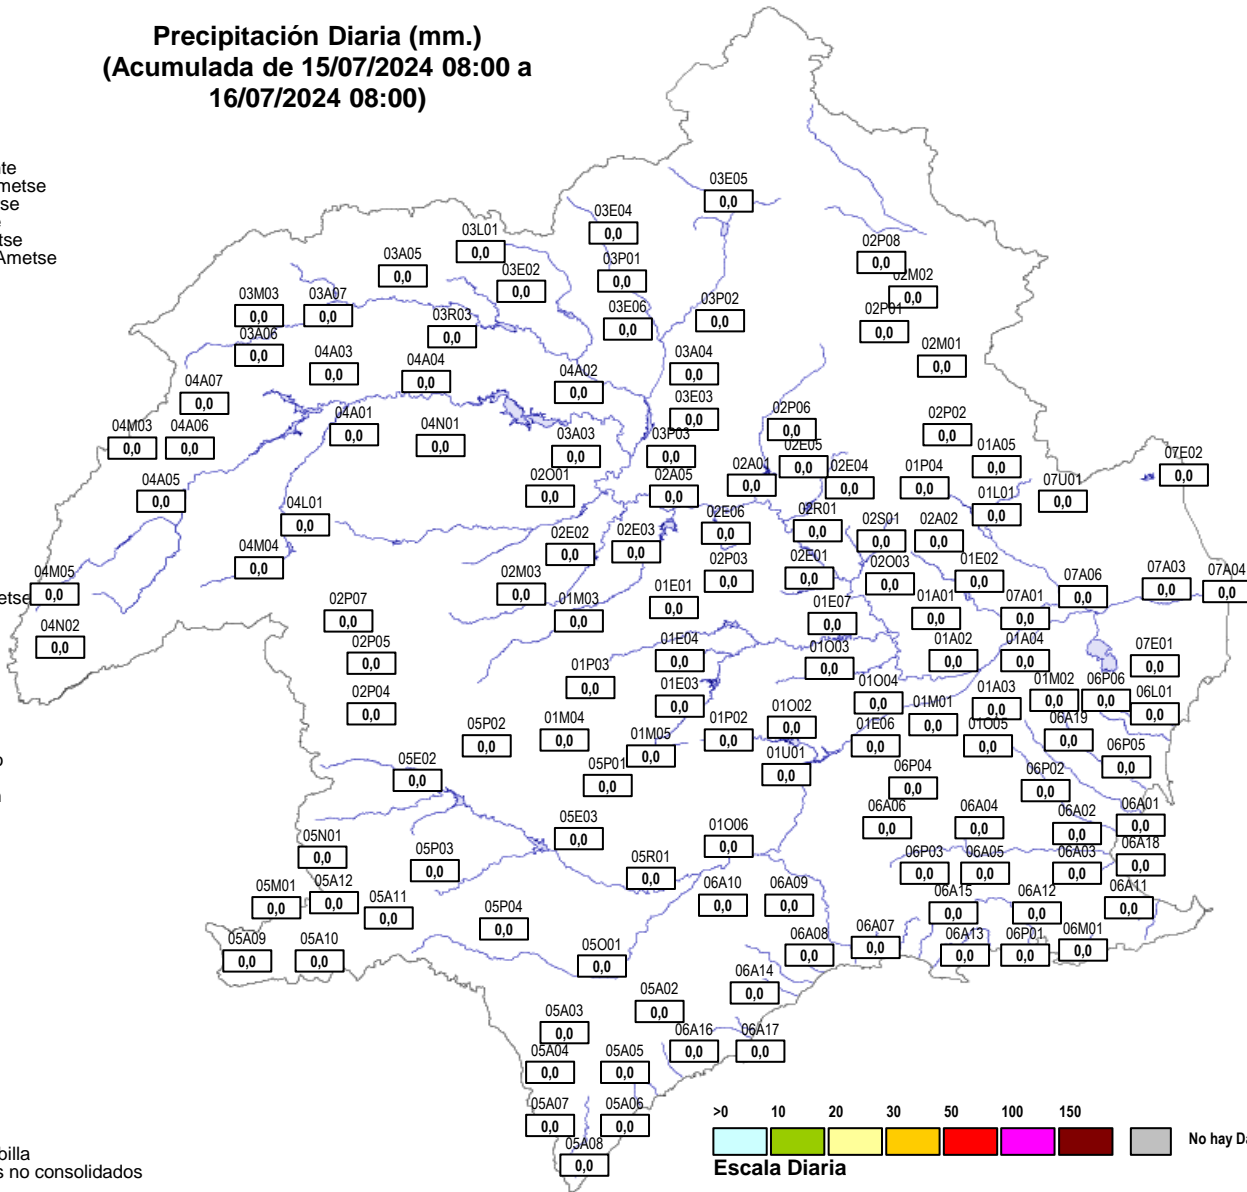 Precipitación Diaria (mm.)
(Acumulada de 15/07/2024 08:00 a
16/07/2024 08:00)
nte
metse
tse
e
tse
Ametse
03E05
0,0
03E04
0,0
03L01
0,0
03A05
0,0
03P01
0,0
03E02
0,0
02P08
0,0
02M02
0,0
03M03
0,0
03A07
0,0
03R03
0,0
03E06
0,0
03P02
0,0
02P01
0,0
03A06
0,0
04A03
0,0
04A04
0,0
04A02
0,0
03A04
0,0
02M01
0,0
04A07
0,0
03E03
0,0
04M03
0,0
04A06
0,0
04A01
0,0
04N01
0,0
03A03
0,0
03P03
0,0
02P06
0,0
02E05
0,0
02P02
0,0
01A05
0,0
07E02
0,0
04A05
0,0
02O01
0,0
02A05
0,0
02A01
0,0
02E04
0,0
01P04
0,0
01L01
0,0
07U01
0,0
04L01
0,0
02E06
0,0
02R01
0,0
02S01
0,0
02A02
0,0
02E02
0,0
02E03
0,0
04M04
0,0
02P03
0,0
02E01
0,0
02O03
0,0
01E02
0,0
04M05
0,0
etse
02M03
0,0
07A06
0,0
07A03
0,0
07A04
0,0
02P07
0,0
01M03
0,0
01E01
0,0
01E07
0,0
01A01
0,0
07A01
0,0
04N02
0,0
02P05
0,0
01E04
0,0
01O03
0,0
01A02
0,0
01A04
0,0
07E01
0,0
01P03
0,0
02P04
0,0
01E03
0,0
01O04
0,0
01M01
0,0
01A03
0,0
01M02
0,0
06P06
0,0
06L01
0,0
05P02
0,0
01M04
0,0
01M05
0,0
01P02
0,0
01O02
0,0
01E06
0,0
01O05
0,0
06A19
0,0
06P05
0,0
o
05E02
0,0
05P01
0,0
01U01
0,0
06P04
0,0
06P02
0,0
05E03
0,0
01O06
0,0
06A06
0,0
06A04
0,0
06A02
0,0
06A01
0,0
05N01
0,0
05P03
0,0
05R01
0,0
06P03
0,0
06A05
0,0
06A03
0,0
06A18
0,0
05M01
0,0
05A12
0,0
05A11
0,0
06A10
0,0
06A09
0,0
06A15
0,0
06A12
0,0
06A11
0,0
05A09
0,0
05A10
0,0
05P04
0,0
05O01
0,0
06A08
0,0
06A07
0,0
06A13
0,0
06P01
0,0
06M01
0,0
06A14
0,0
05A02
0,0
05A03
0,0
06A16
0,0
06A17
0,0
05A04
0,0
05A05
0,0
05A07
0,0
05A06
0,0
05A08
0,0
>0 10 20 30 50 100 150
No hay Da
Escala Diaria
billa
s no consolidados